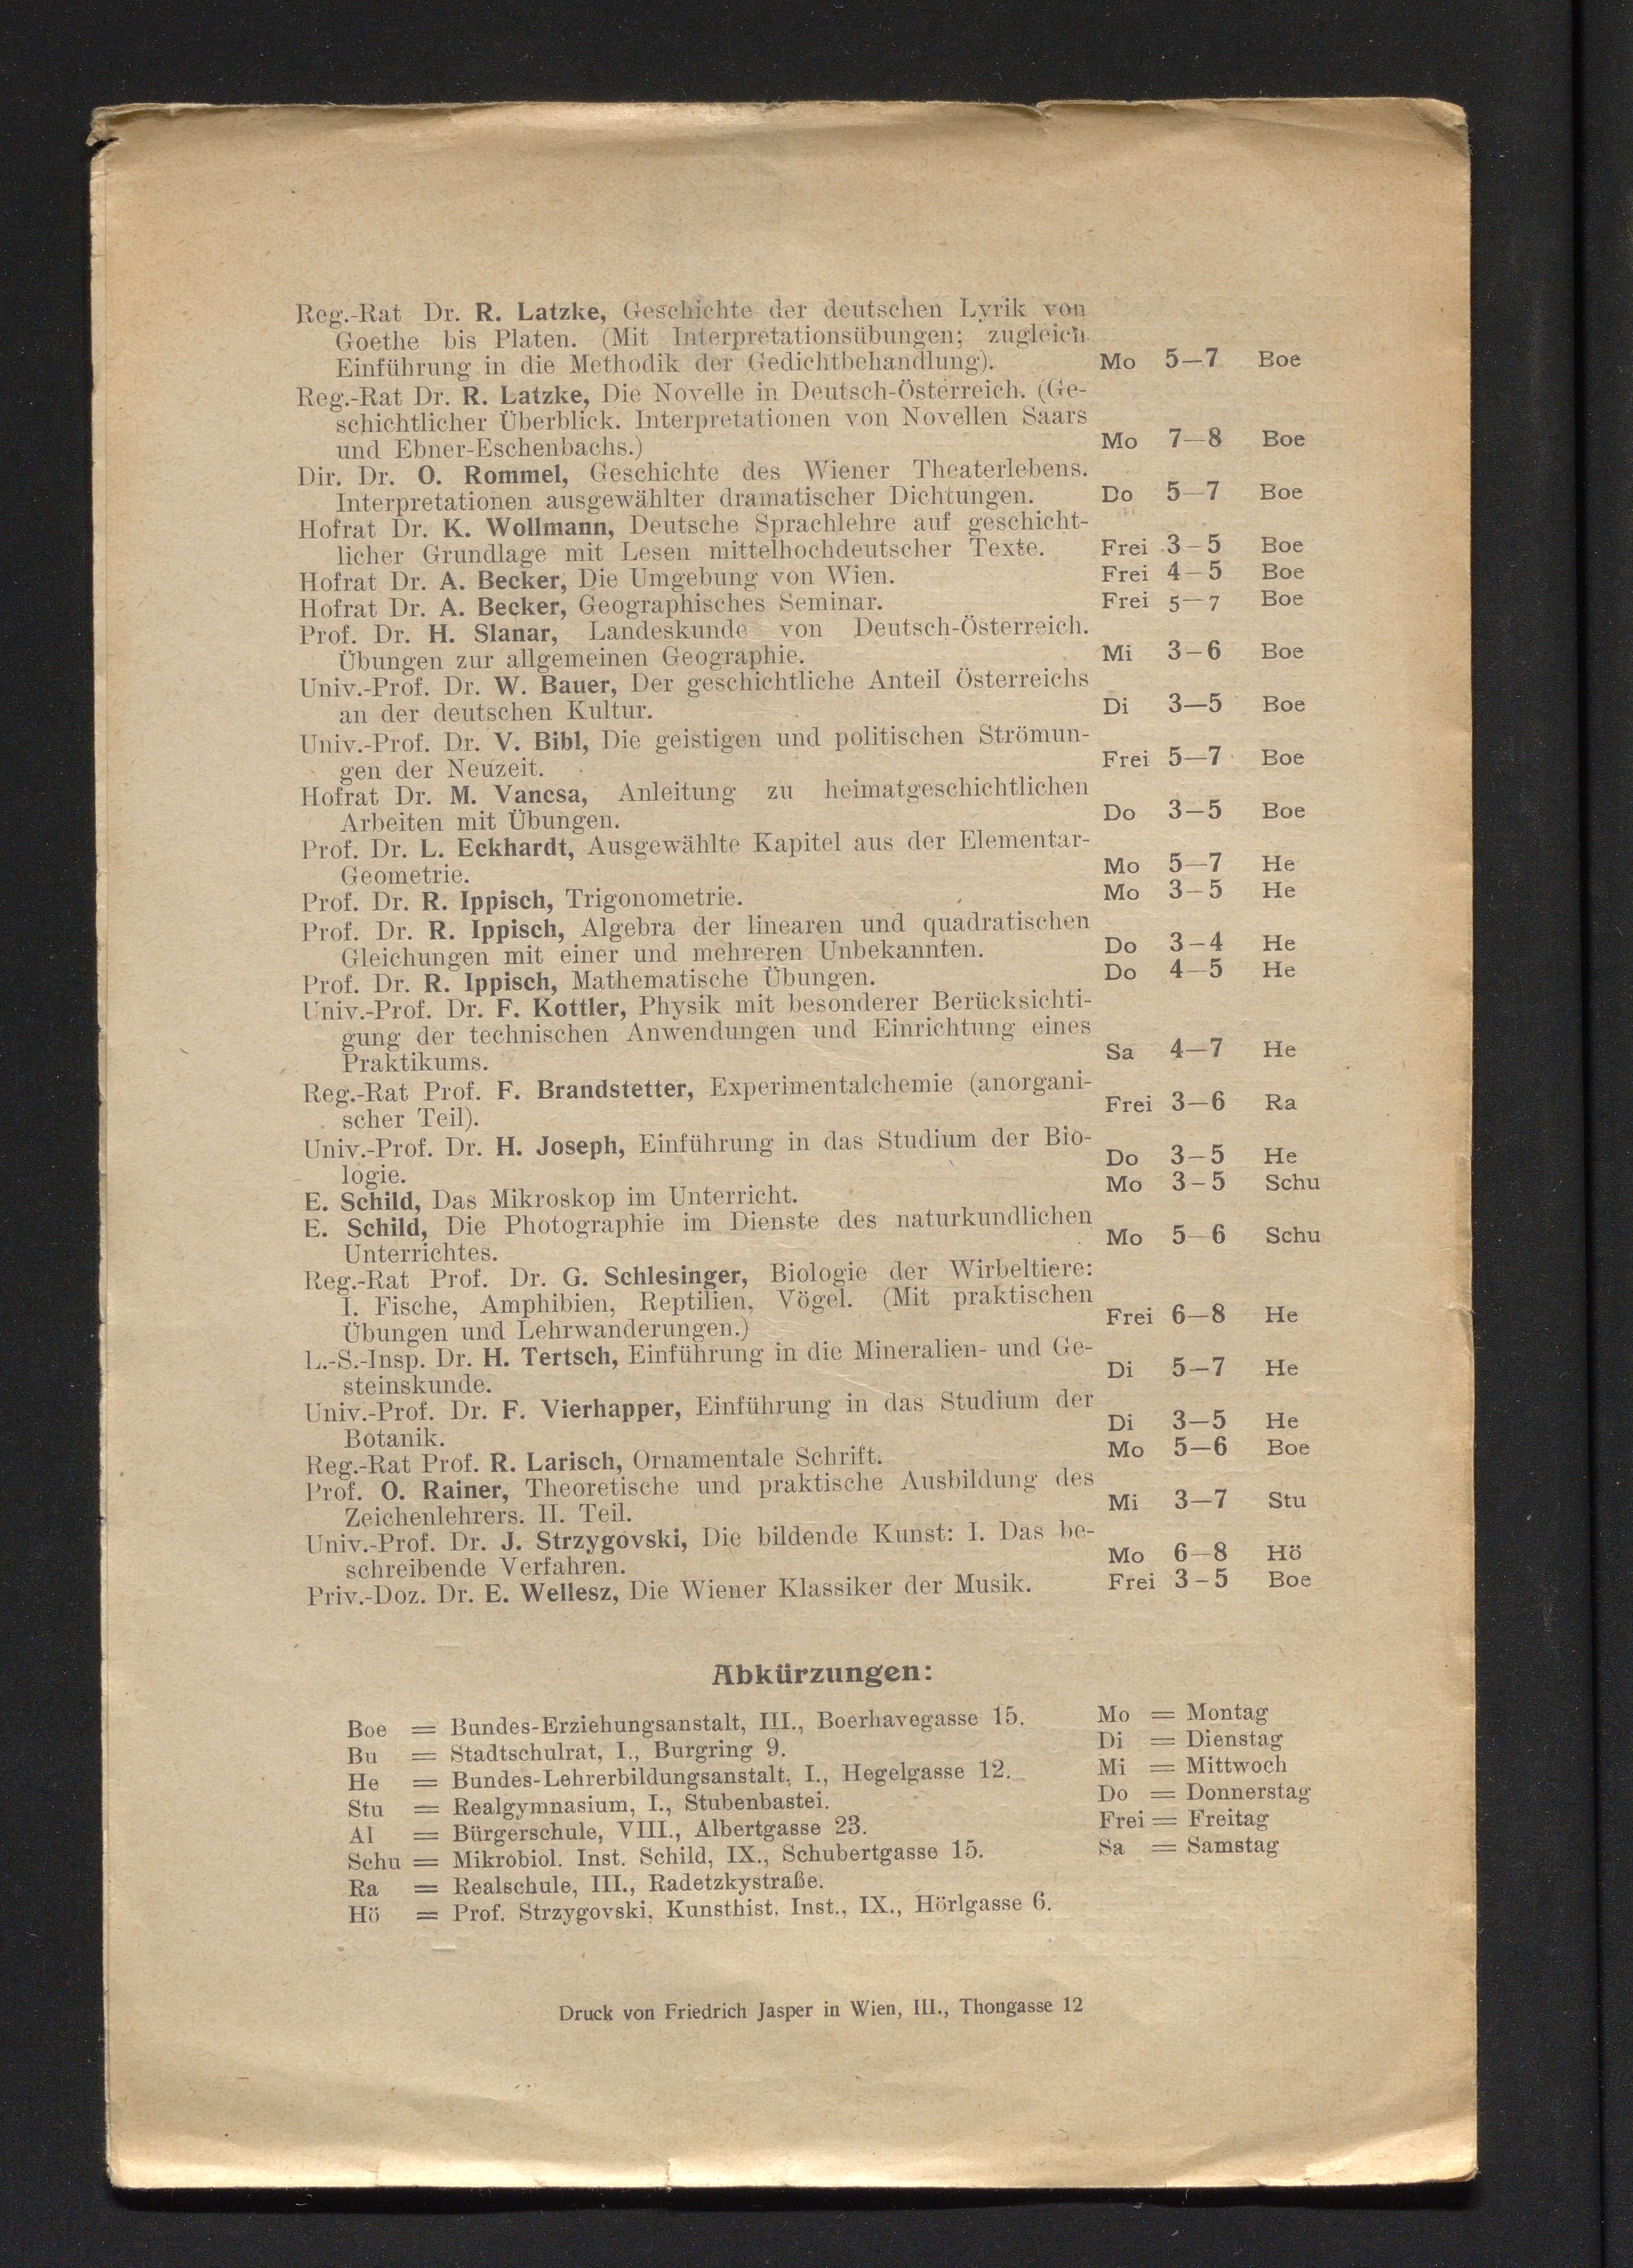 Reg.-Rat Dr. R. Latzke, Geschichte der deutschen Lyrik von
Goethe bis Platen. (Mit Interpretationsübungen; zugleich
Einführung in die Methodik der Gedichtbehandlung). Mo 5—7 Boe
Reg.-Rat Dr. R. Latzke, Die Novelle in Deutsch-Österreich. (Ge-
schichtlicher Überblick. Interpretationen von Novellen Saars
und Ebner-Eschenbachs.) Mo 7—8 Boe
Dir. Dr. O. Rommel, Geschichte des Wiener Theaterlebens.
Interpretationen ausgewählter dramatischer Dichtungen. Do 5—7 Boe
Hofrat Dr. K. Wollmann, Deutsche Sprachlehre auf geschicht-
licher Grundlage mit Lesen mittelhochdeutscher Texte. Frei 3—5 Boe
Hofrat Dr. A. Becker, Die Umgebung von Wien. Frei 4—5 Boe
Hofrat Dr. A. Becker, Geographisches Seminar. Frei 5—7 Boe
Prof. Dr. H. Slanar, Landeskunde von Deutsch-Österreich.
Übungen zur allgemeinen Geographie. Mi 3—6 Boe
Univ.-Prof. Dr. W. Bauer, Der geschichtliche Anteil Österreichs
an der deutschen Kultur. Di 3—5 Boe
Univ.-Prof. Dr. V. Bibl, Die geistigen und politischen Strömun-
gen der Neuzeit. Frei 5—7 Boe
Hofrat Dr. M. Vancsa, Anleitung zu heimatgeschichtlichen
Arbeiten mit Übungen. Do 3—5 Boe
Prof. Dr. L. Eckhardt, Ausgewählte Kapitel aus der Elementar-
Geometrie. Mo 5—7 He
Prof. Dr. R. Ippisch, Trigonometrie. Mo 3—5 He
Prof. Dr. R. Ippisch, Algebra der linearen und quadratischen
Gleichungen mit einer und mehreren Unbekannten. Do 3—4 He
Prof. Dr. R. Ippisch, Mathematische Übungen. Do 4—5 He
Univ.-Prof. Dr. F. Kottler, Physik mit besonderer Berücksichti-
gung der technischen Anwendungen und Einrichtung eines
Praktikums. Sa 4—7 He
Reg.-Rat Prof. F. Brandstetter, Experimentalchemie (anorgani-
scher Teil). Frei 3—6 Ra
Univ.-Prof. Dr. H. Joseph, Einführung in das Studium der Bio-
logie. Do 3—5 He
E. Schild, Das Mikroskop im Unterricht. Mo 3—5 Schu
E. Schild, Die Photographie im Dienste des naturkundlichen
Unterrichtes. Mo 5—6 Schu
Reg.-Rat Prof. Dr. G. Schlesinger, Biologie der Wirbeltiere:
I. Fische, Amphibien, Reptilien, Vögel. (Mit praktischen
Übungen und Lehrwanderungen.) Frei 6—8 He
L.-S.-Insp. Dr. H. Tertsch, Einführung in die Mineralien- und Ge-
steinskunde. Di 5—7 He
Univ.-Prof. Dr. F. Vierhapper, Einführung in das Studium der
Botanik. Di 3—5 He
Reg.-Rat Prof. R. Larisch, Ornamentale Schrift. Mo 5—6 Boe
Prof. O. Rainer, Theoretische und praktische Ausbildung des
Zeichenlehrers. II. Teil. Mi 3—7 Stu
Univ.-Prof. Dr. J. Strzygovski, Die bildende Kunst: I. Das be-
schreibende Verfahren. Mo 6—8 Hö
Priv.-Doz. Dr. E. Wellesz, Die Wiener Klassiker der Musik. Frei 3—5 Boe
Abkürzungen:
Boe = Bundes-Erziehungsanstalt, III., Boerhavegasse 15. Mo = Montag
Bu = Stadtschulrat, I., Burgring 9. Di = Dienstag
He = Bundes-Lehrerbildungsanstalt, I., Hegelgasse 12. Mi = Mittwoch
Stu = Realgymnasium, I., Stubenbastei. Do = Donnerstag
Al = Bürgerschule, VIII., Albertgasse 23. Frei = Freitag
Schu = Mikrobiol. Inst. Schild, IX., Schubertgasse 15. Sa = Samstag
Ra = Realschule, III., Radetzkystraße.
Hö = Prof. Strzygovski, Kunsthist. Inst., IX., Hörlgasse 6.
Druck von Friedrich Jasper in Wien, III., Thongasse 12